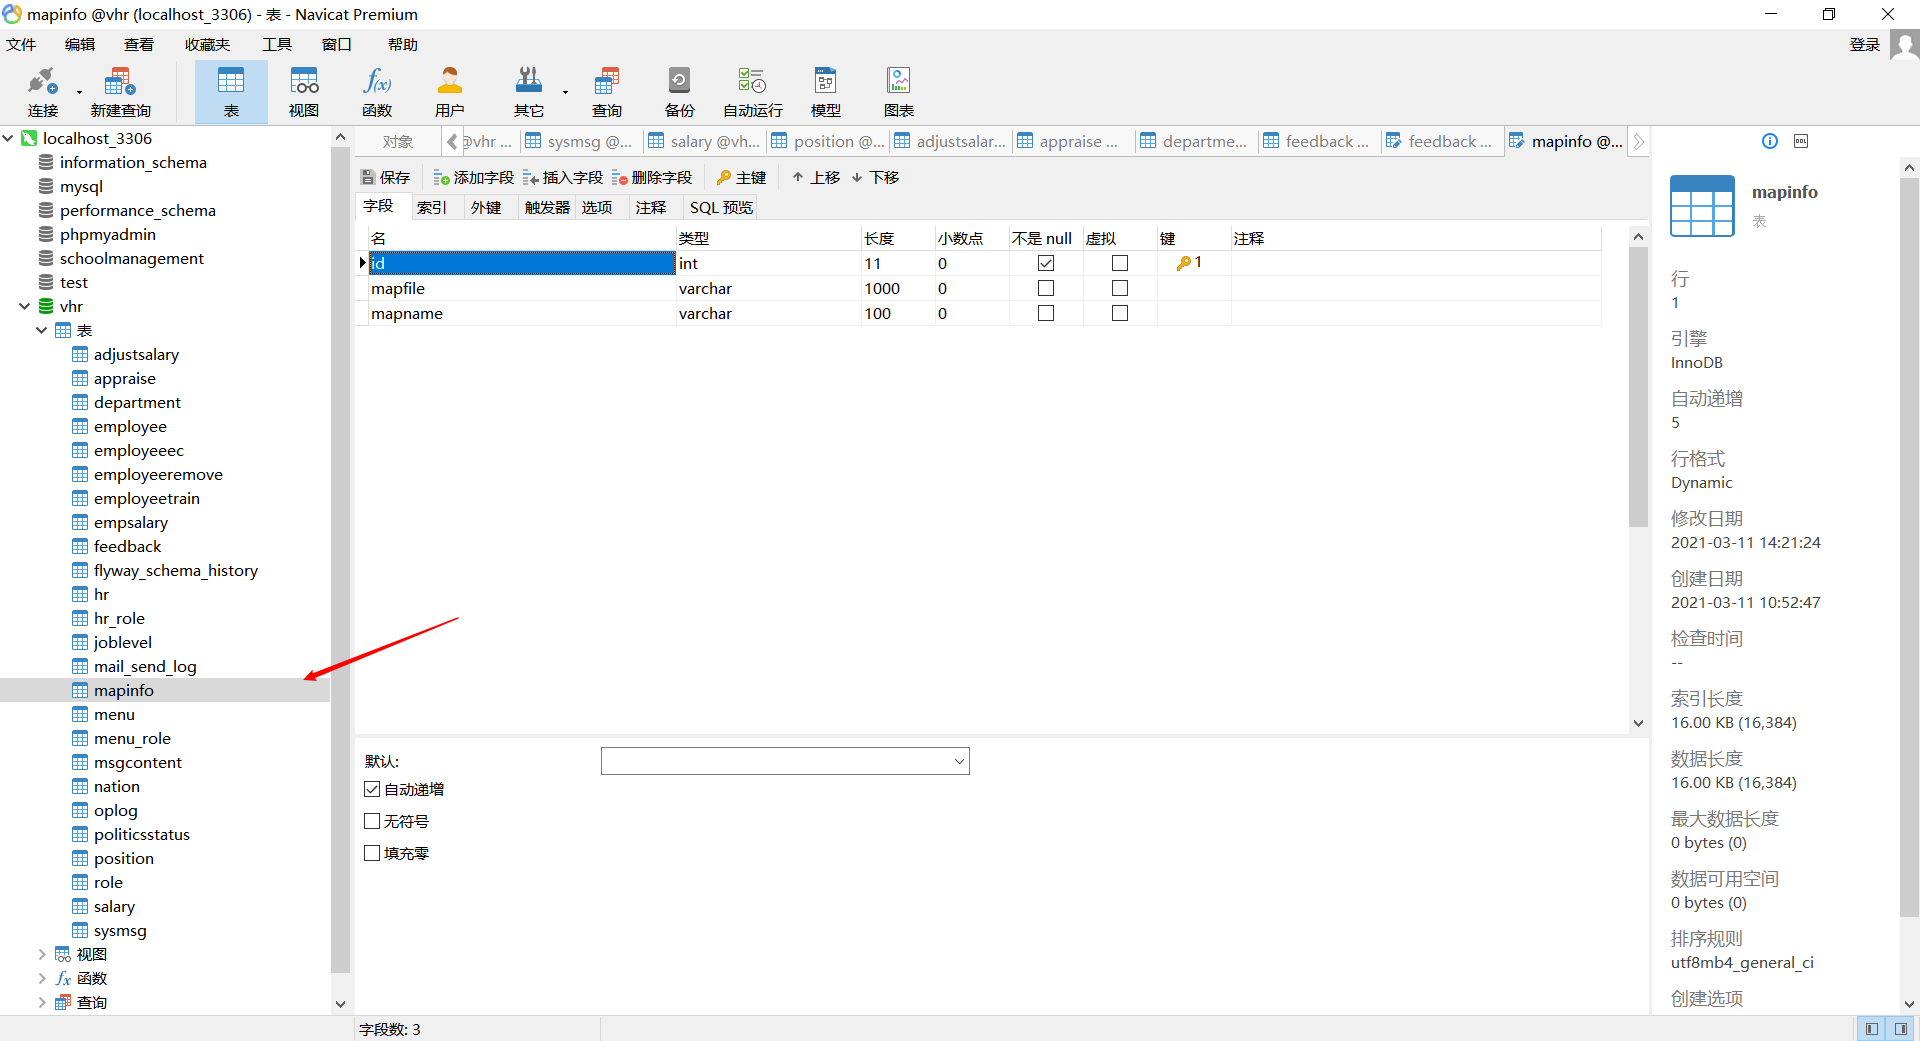 mapinfo @vhr (localhost_3306) - 表 - Navicat Premium
文件 编辑 查看 收藏夹 工具 窗口 帮助 登录
连接 新建查询 表 视图 函数 用户 其它 查询 备份 自动运行 模型 图表
localhost_3306
information_schema
mysql
performance_schema
phpmyadmin
schoolmanagement
test
vhr
表
adjustsalary
appraise
department
employee
employeeec
employeeremove
employeetrain
empsalary
feedback
flyway_schema_history
hr
hr_role
joblevel
mail_send_log
mapinfo
menu
menu_role
msgcontent
nation
oplog
politicsstatus
position
role
salary
sysmsg
视图
函数
查询
对象 @vhr ... sysmsg @... salary @vh... position @... adjustsalar... appraise ... departme... feedback ... feedback ... mapinfo @...
保存 添加字段 插入字段 删除字段 主键 上移 下移
字段 索引 外键 触发器 选项 注释 SQL 预览
名 类型 长度 小数点 不是 null 虚拟 键 注释
id int 11 0 1
mapfile varchar 1000 0
mapname varchar 100 0
默认:
自动递增
无符号
填充零
字段数: 3
mapinfo
表
行
1
引擎
InnoDB
自动递增
5
行格式
Dynamic
修改日期
2021-03-11 14:21:24
创建日期
2021-03-11 10:52:47
检查时间
--
索引长度
16.00 KB (16,384)
数据长度
16.00 KB (16,384)
最大数据长度
0 bytes (0)
数据可用空间
0 bytes (0)
排序规则
utf8mb4_general_ci
创建选项